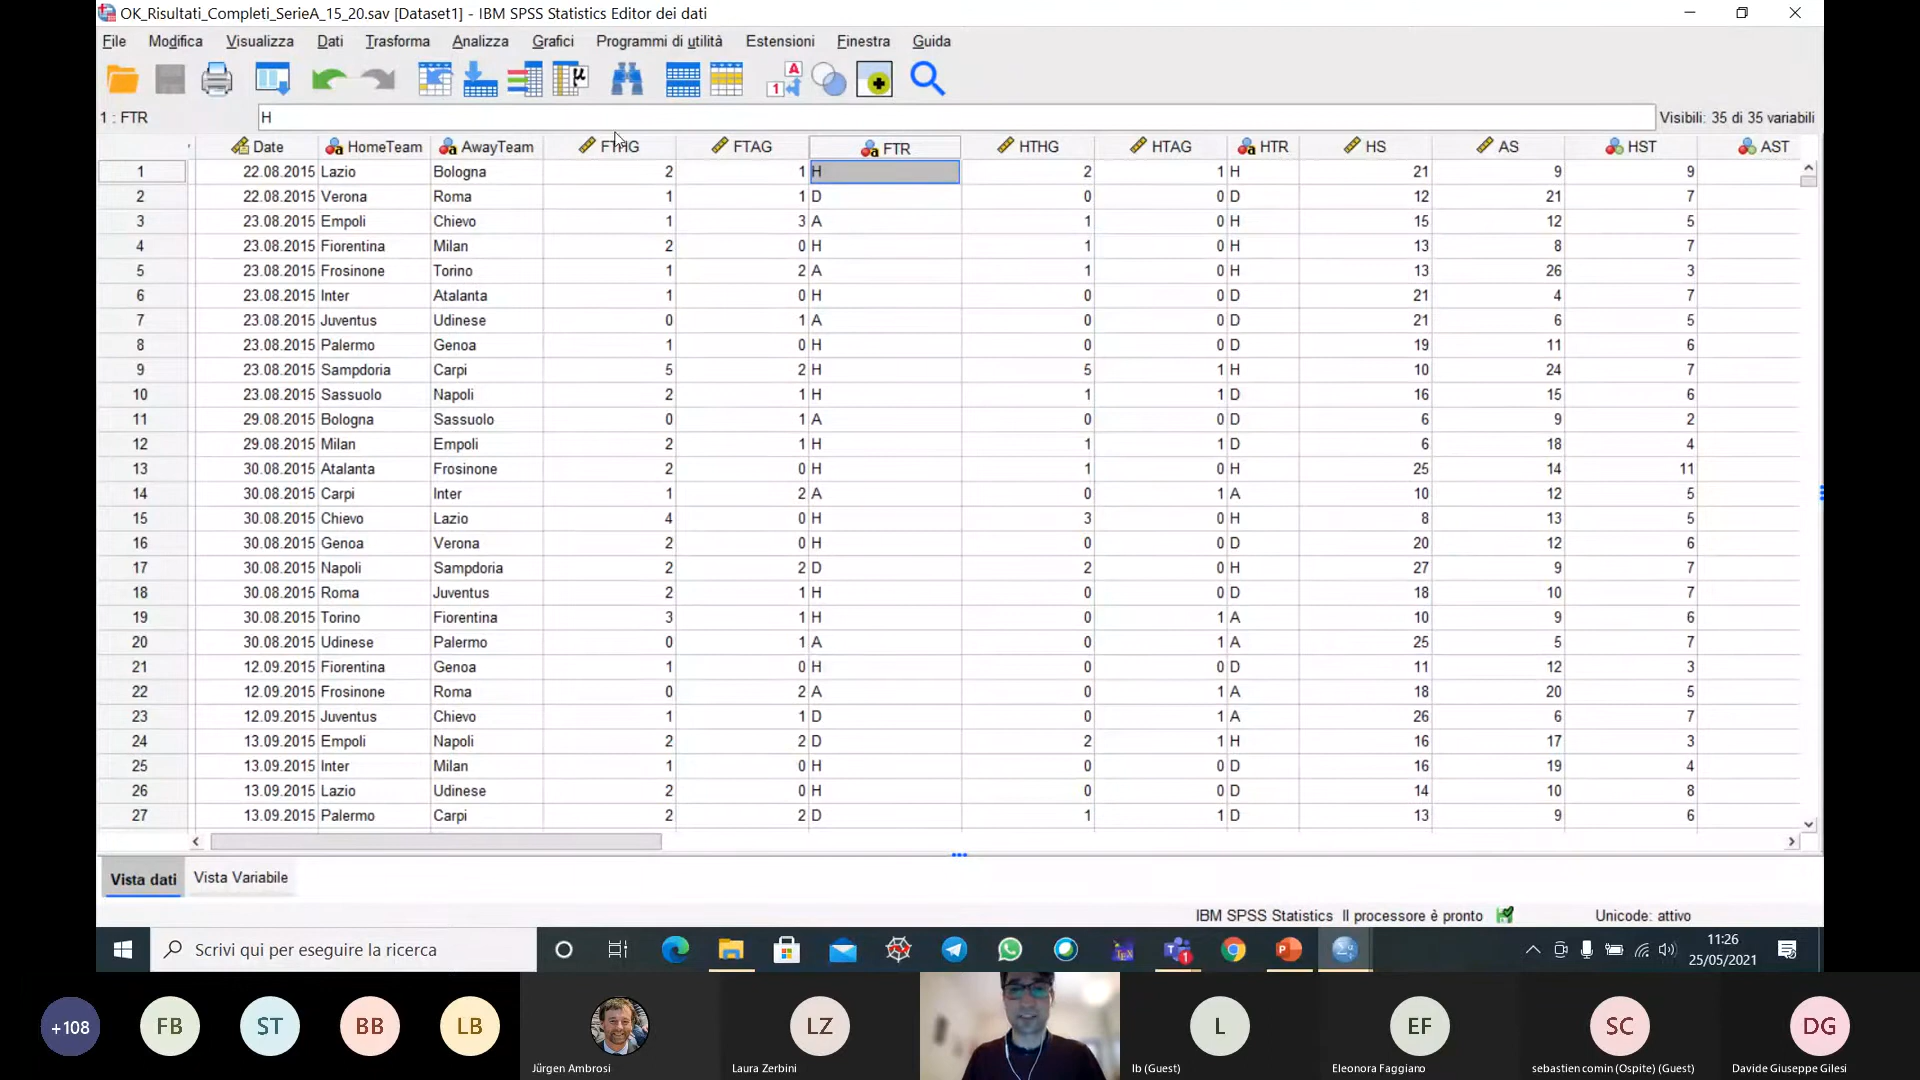 OK_Risultati_Completi_SerieA_15_20.sav [Dataset1] - IBM SPSS Statistics Editor dei dati
File Modifica Visualizza Dati Trasforma Analizza Grafici Programmi di utilità Estensioni Finestra Guida
1 : FTR H Visibili: 35 di 35 variabili
Date HomeTeam AwayTeam FTHG FTAG FTR HTHG HTAG HTR HS AS HST AST
1 22.08.2015 Lazio Bologna 2 1 H 2 1 H 21 9 9
2 22.08.2015 Verona Roma 1 1 D 0 0 D 12 21 7
3 23.08.2015 Empoli Chievo 1 3 A 1 0 H 15 12 5
4 23.08.2015 Fiorentina Milan 2 0 H 1 0 H 13 8 7
5 23.08.2015 Frosinone Torino 1 2 A 1 0 H 13 26 3
6 23.08.2015 Inter Atalanta 1 0 H 0 0 D 21 4 7
7 23.08.2015 Juventus Udinese 0 1 A 0 0 D 21 6 5
8 23.08.2015 Palermo Genoa 1 0 H 0 0 D 19 11 6
9 23.08.2015 Sampdoria Carpi 5 2 H 5 1 H 10 24 7
10 23.08.2015 Sassuolo Napoli 2 1 H 1 1 D 16 15 6
11 29.08.2015 Bologna Sassuolo 0 1 A 0 0 D 6 9 2
12 29.08.2015 Milan Empoli 2 1 H 1 1 D 6 18 4
13 30.08.2015 Atalanta Frosinone 2 0 H 1 0 H 25 14 11
14 30.08.2015 Carpi Inter 1 2 A 0 1 A 10 12 5
15 30.08.2015 Chievo Lazio 4 0 H 3 0 H 8 13 5
16 30.08.2015 Genoa Verona 2 0 H 0 0 D 20 12 6
17 30.08.2015 Napoli Sampdoria 2 2 D 2 0 H 27 9 7
18 30.08.2015 Roma Juventus 2 1 H 0 0 D 18 10 7
19 30.08.2015 Torino Fiorentina 3 1 H 0 1 A 10 9 6
20 30.08.2015 Udinese Palermo 0 1 A 0 1 A 25 5 7
21 12.09.2015 Fiorentina Genoa 1 0 H 0 0 D 11 12 3
22 12.09.2015 Frosinone Roma 0 2 A 0 1 A 18 20 5
23 12.09.2015 Juventus Chievo 1 1 D 0 1 A 26 6 7
24 13.09.2015 Empoli Napoli 2 2 D 2 1 H 16 17 3
25 13.09.2015 Inter Milan 1 0 H 0 0 D 16 19 4
26 13.09.2015 Lazio Udinese 2 0 H 0 0 D 14 10 8
27 13.09.2015 Palermo Carpi 2 2 D 1 1 D 13 9 6
Vista dati Vista Variabile
IBM SPSS Statistics Il processore è pronto Unicode: attivo
Scrivi qui per eseguire la ricerca
11:26
25/05/2021
+108 FB ST BB LB LZ L EF SC DG
Jürgen Ambrosi Laura Zerbini lb (Guest) Eleonora Faggiano sebastien comin (Ospite) (Guest) Davide Giuseppe Gilesi